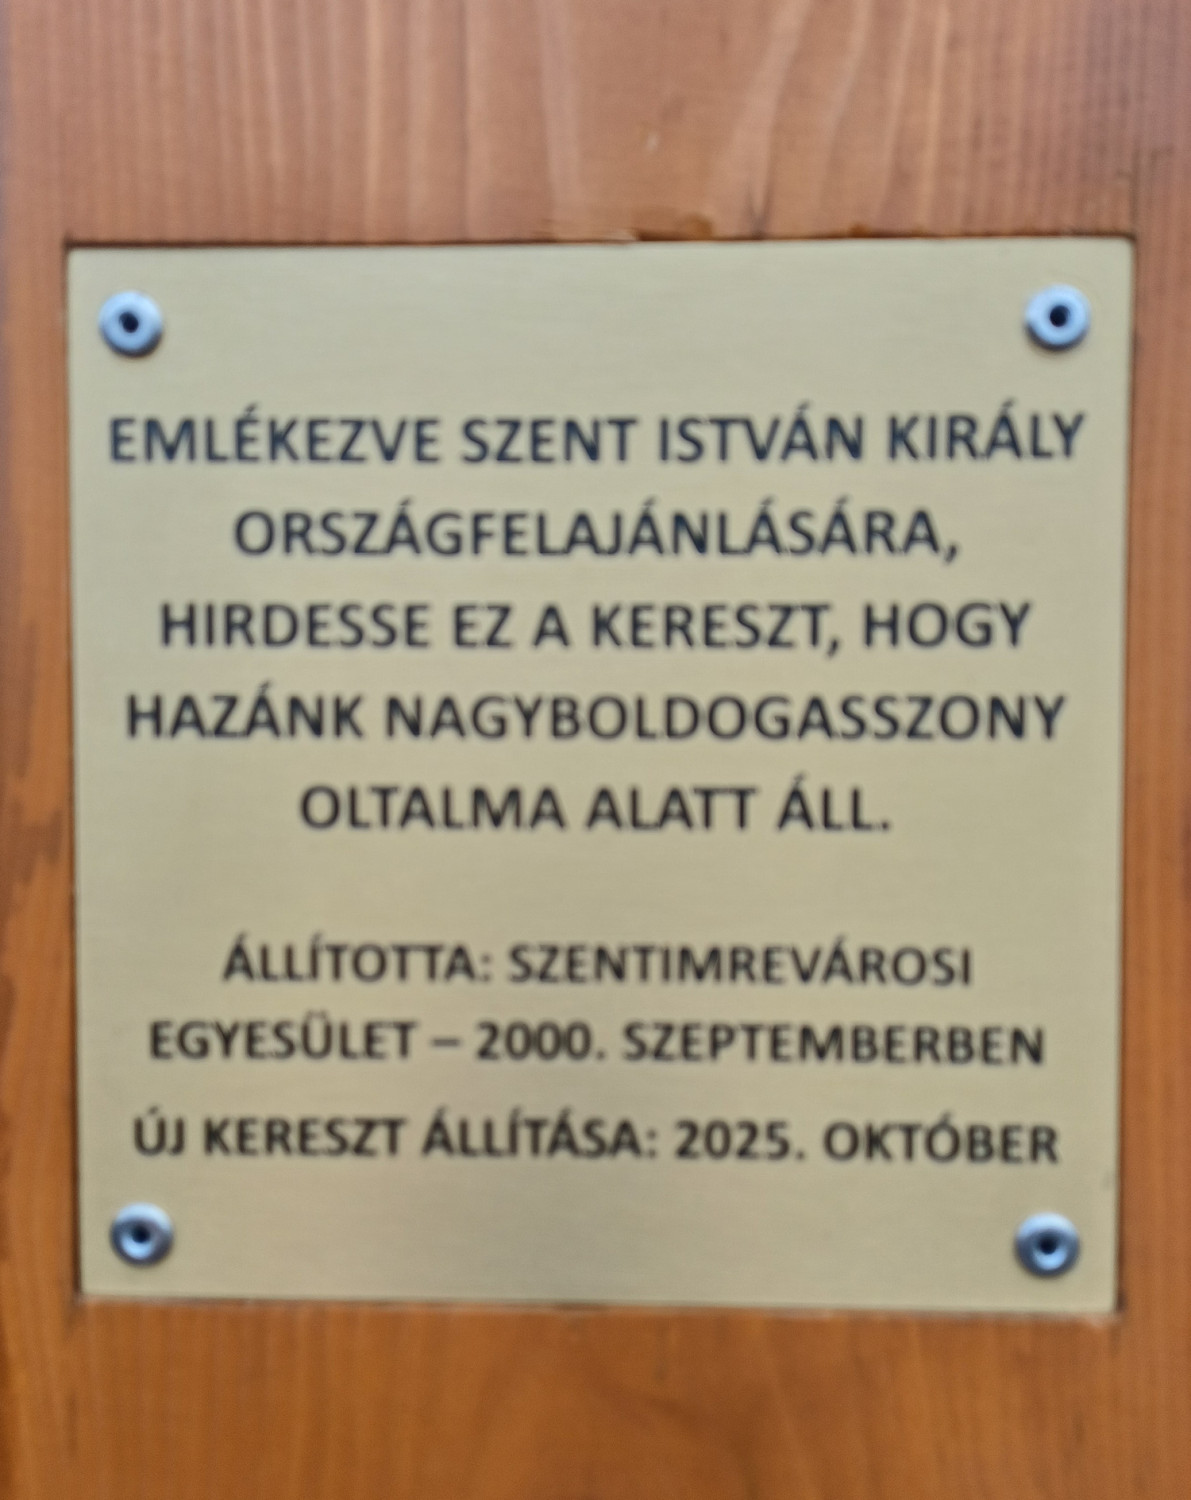 EMLÉKEZVE SZENT ISTVÁN KIRÁLY
ORSZÁGFELAJÁNLÁSÁRA,
HIRDESSE EZ A KERESZT, HOGY
HAZÁNK NAGYBOLDOGASSZONY
OLTALMA ALATT ÁLL.
ÁLLÍTOTTA: SZENTIMREVÁROSI
EGYESÜLET – 2000. SZEPTEMBERBEN
ÚJ KERESZT ÁLLÍTÁSA: 2025. OKTÓBER